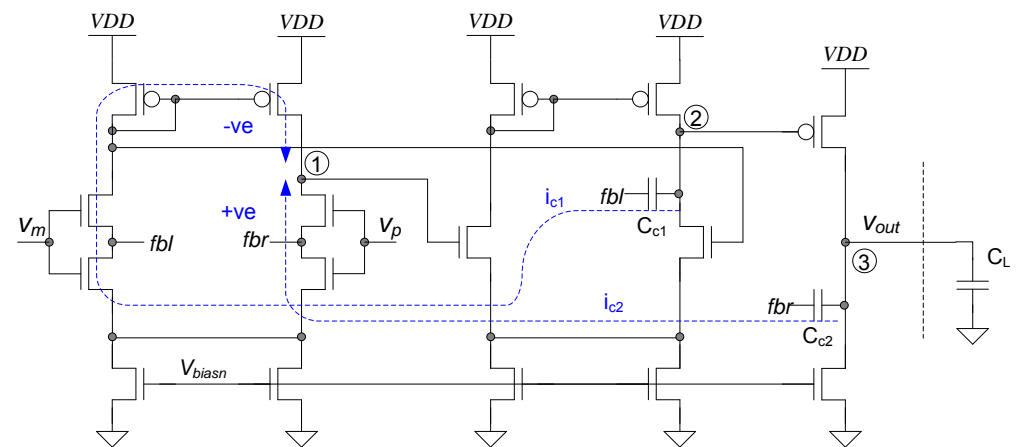 VDD VDD VDD VDD
VDD
-ve
2
1
+ve
fbl
i_c1
C_c1
v_m
fbl
fbr
v_p
v_out
3
C_L
i_c2
fbr
C_c2
V_biasn